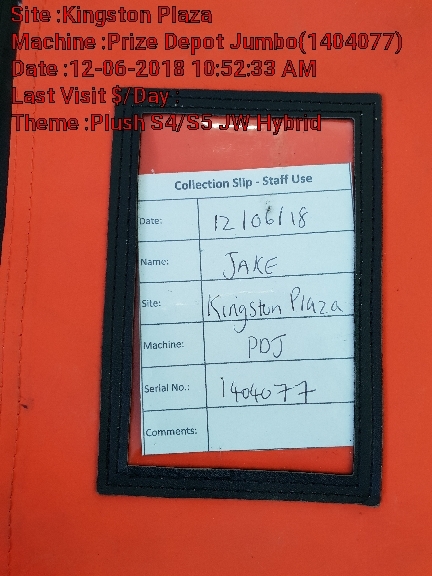 Site :Kingston Plaza
Machine :Prize Depot Jumbo(1404077)
Date :12-06-2018 10:52:33 AM
Last Visit $/Day :
Theme :Plush S4/S5 JW Hybrid
Collection Slip - Staff Use
Date: 12/06/18
Name: JAKE
Site: Kingston Plaza
Machine: PDJ
Serial No.: 1404077
Comments: